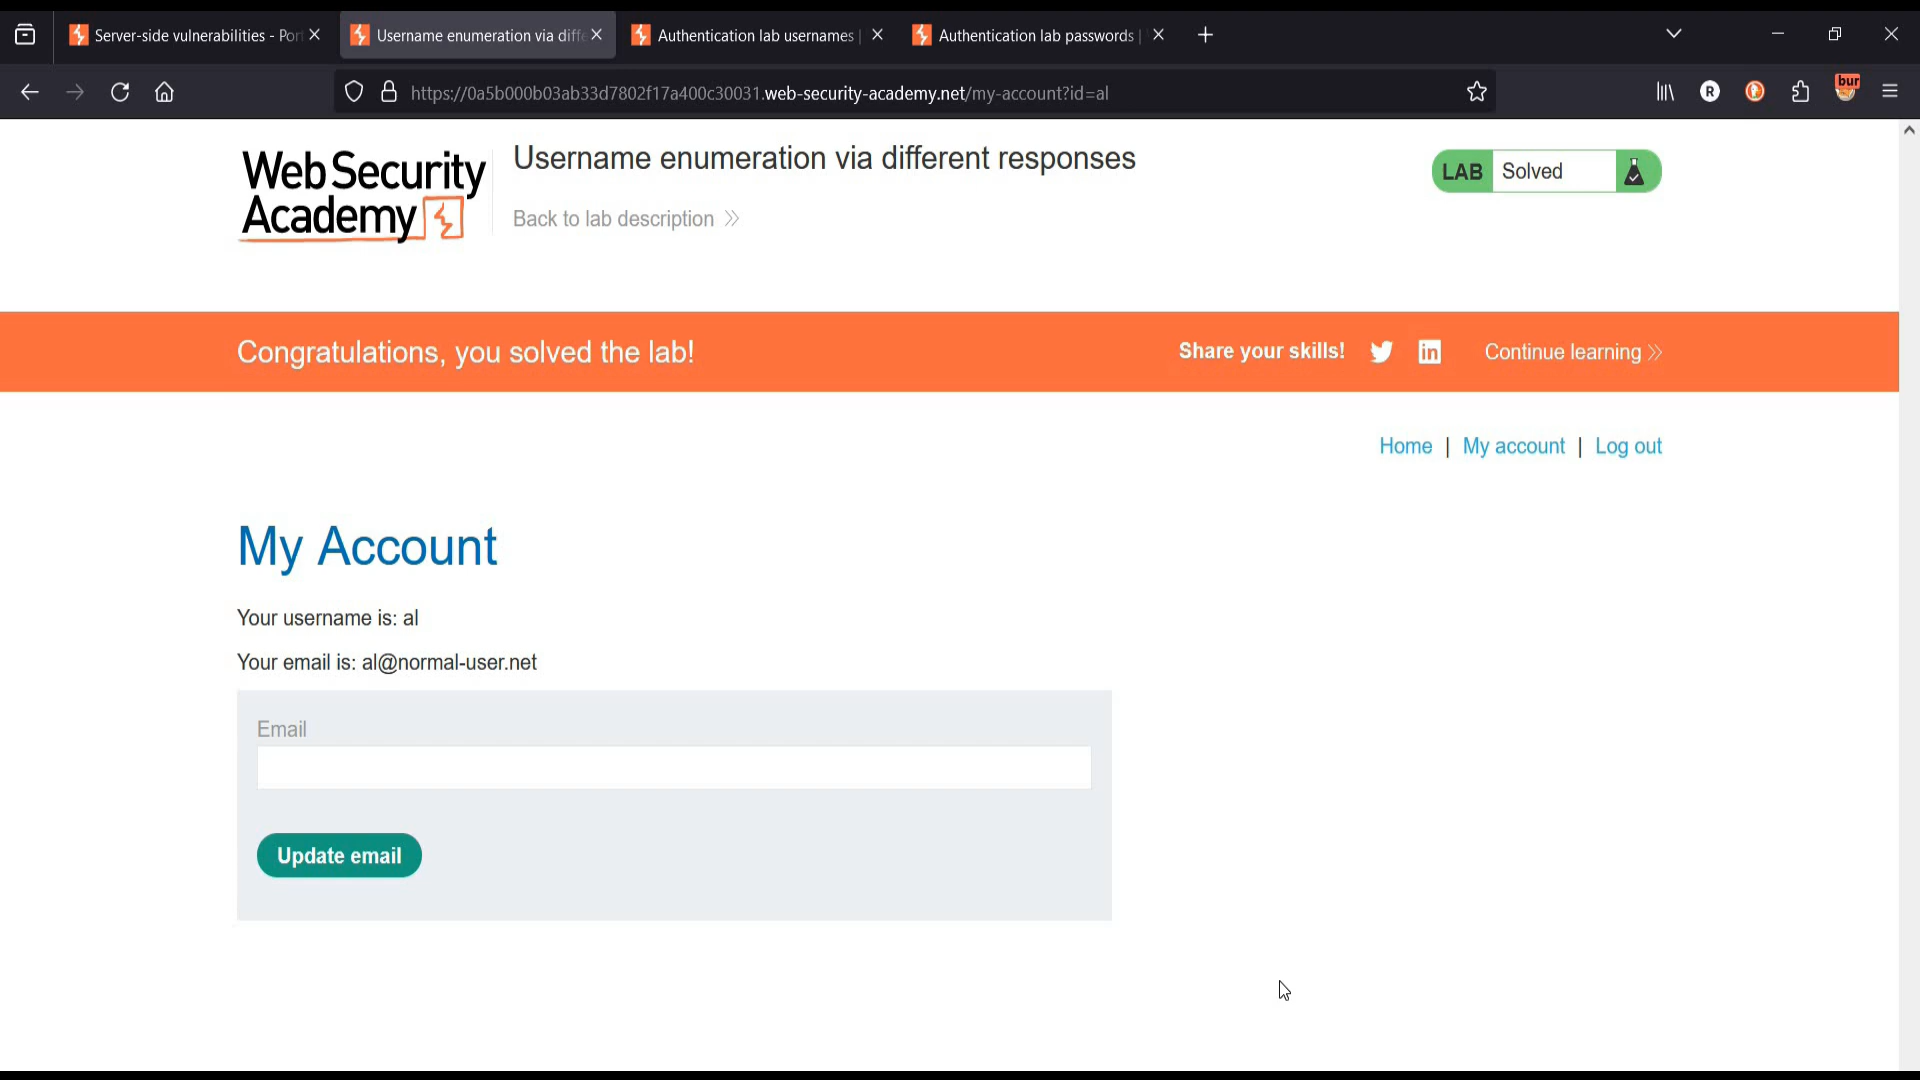 Server-side vulnerabilities - Por
Username enumeration via diffe
Authentication lab usernames |
Authentication lab passwords |
https://0a5b000b03ab33d7802f17a400c30031.web-security-academy.net/my-account?id=al
R
bur
Web Security
Academy
Username enumeration via different responses
Back to lab description
LAB Solved
Congratulations, you solved the lab!
Share your skills!
in
Continue learning
Home | My account | Log out
My Account
Your username is: al
Your email is: al@normal-user.net
Email
Update email